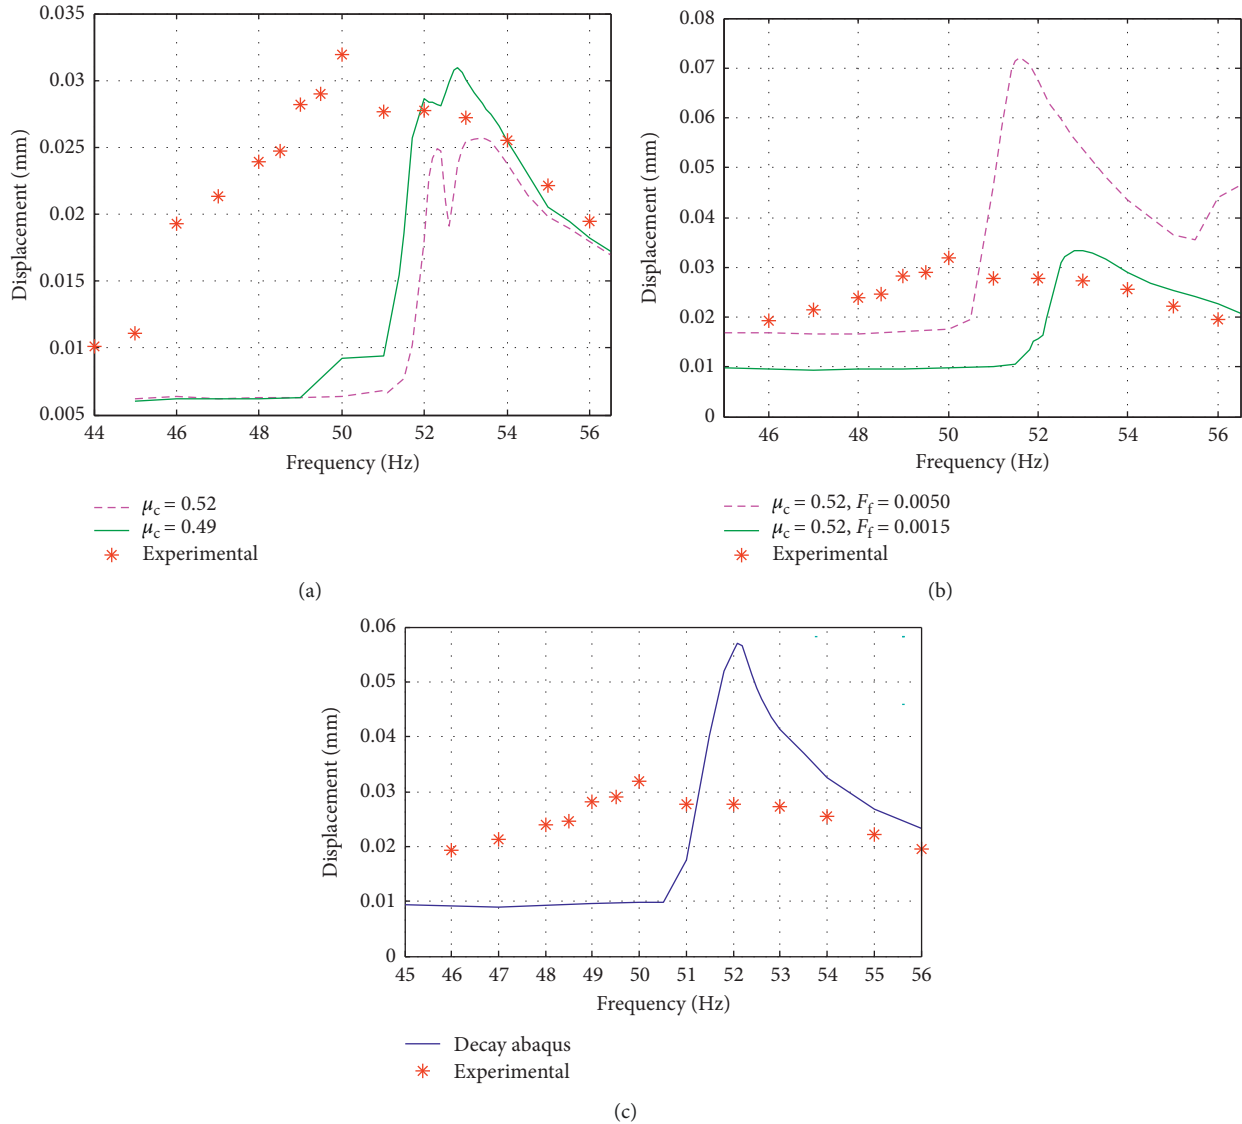 0.035
0.03
0.025
0.02
0.015
0.01
0.005
Displacement (mm)
44 46 48 50 52 54 56
Frequency (Hz)
μc = 0.52
μc = 0.49
Experimental
(a)
0.08
0.07
0.06
0.05
0.04
0.03
0.02
0.01
0
Displacement (mm)
46 48 50 52 54 56
Frequency (Hz)
μc = 0.52, Ff = 0.0050
μc = 0.52, Ff = 0.0015
Experimental
(b)
0.06
0.05
0.04
0.03
0.02
0.01
0
Displacement (mm)
45 46 47 48 49 50 51 52 53 54 55 56
Frequency (Hz)
Decay abaqus
Experimental
(c)